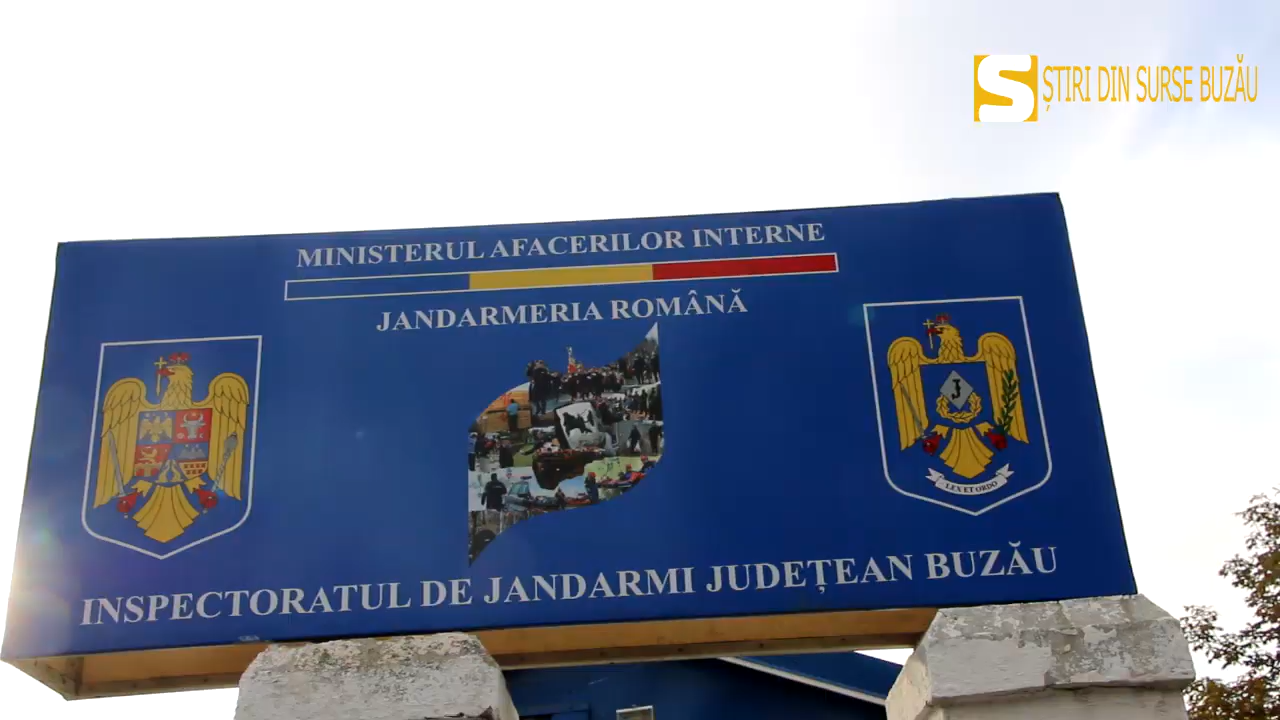 S ȘTIRI DIN SURSE BUZĂU
MINISTERUL AFACERILOR INTERNE
JANDARMERIA ROMÂNĂ
J
LEX ET ORDO
INSPECTORATUL DE JANDARMI JUDEȚEAN BUZĂU